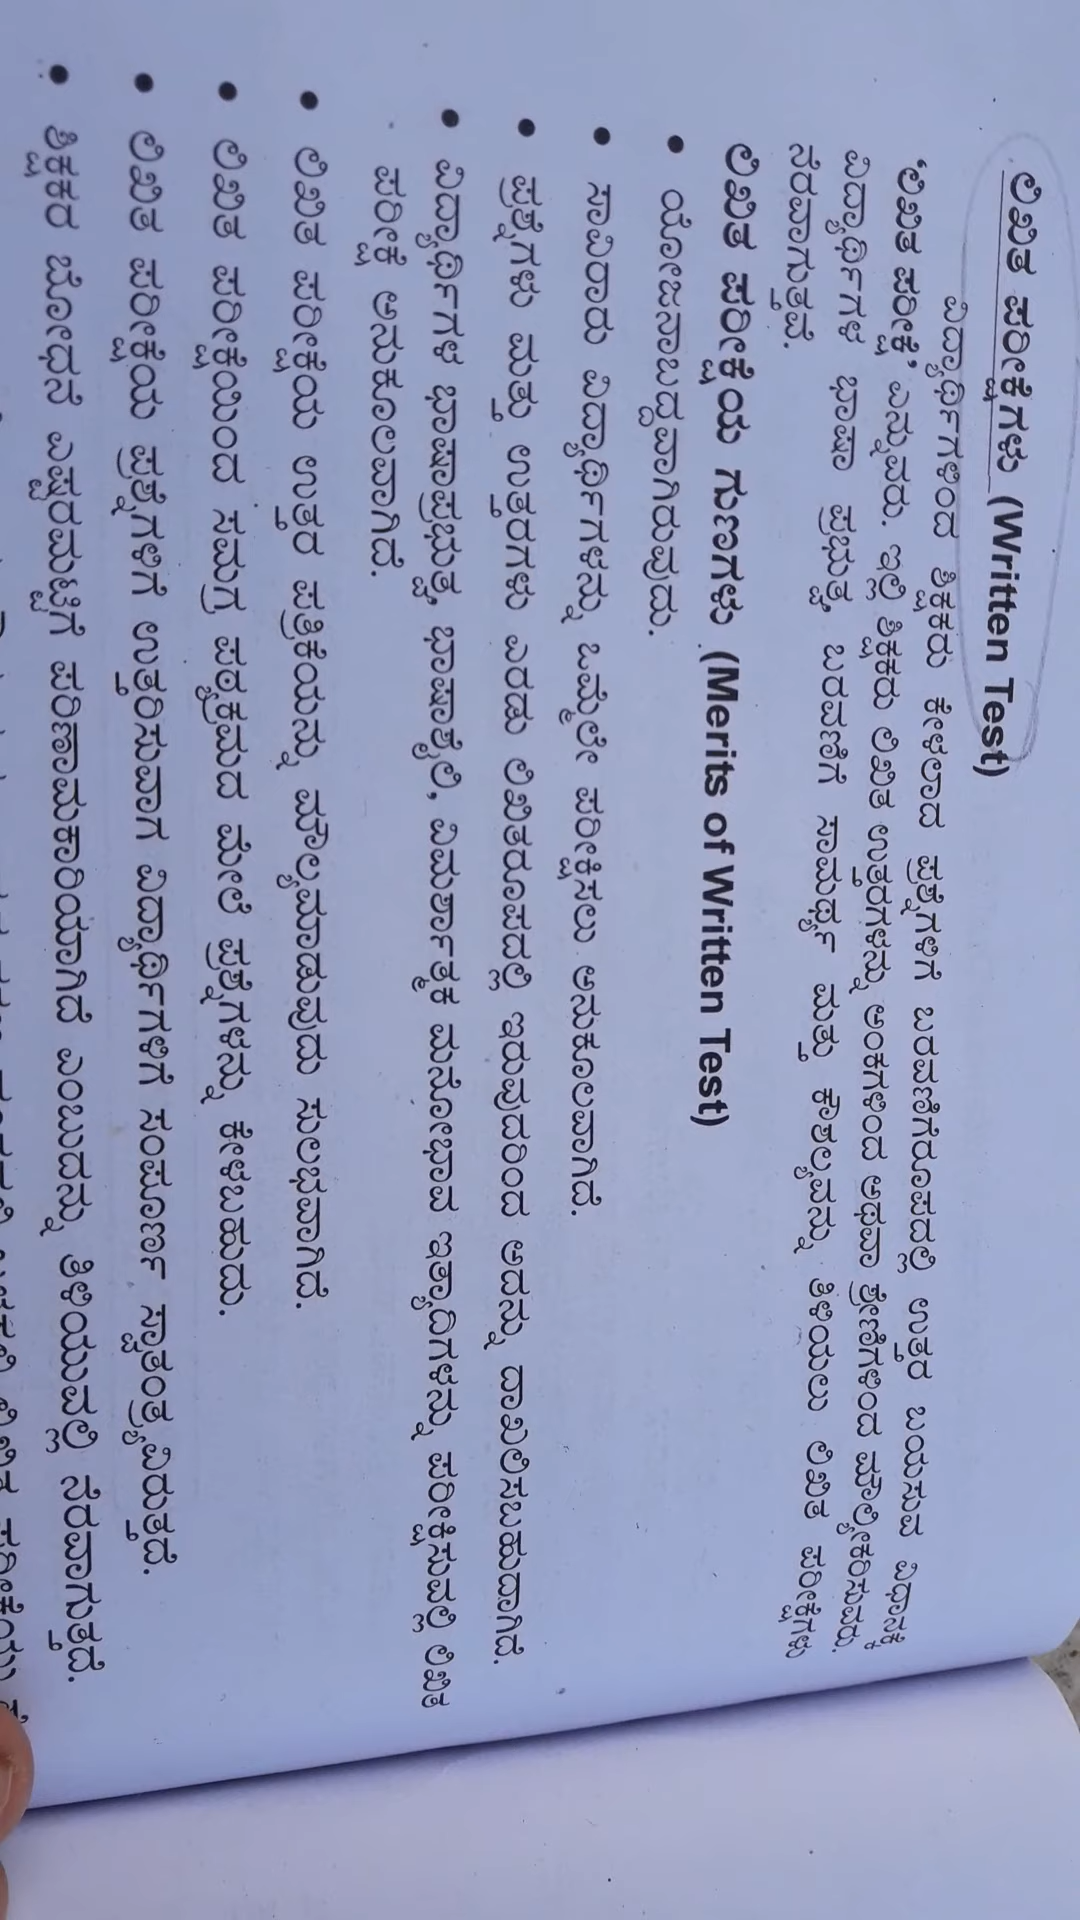 ಲಿಖಿತ ಪರೀಕ್ಷೆಗಳು (Written Test)
ವಿದ್ಯಾರ್ಥಿಗಳಿಂದ ಶಿಕ್ಷಕರು ಕೇಳಲಾದ ಪ್ರಶ್ನೆಗಳಿಗೆ ಬರವಣಿಗೆರೂಪದಲ್ಲಿ ಉತ್ತರ ಬಯಸುವ ವಿಧಾನಕ್ಕೆ
'ಲಿಖಿತ ಪರೀಕ್ಷೆ' ಎನ್ನುವರು. ಇಲ್ಲಿ ಶಿಕ್ಷಕರು ಲಿಖಿತ ಉತ್ತರಗಳನ್ನು ಅಂಕಗಳಿಂದ ಅಥವಾ ಶ್ರೇಣಿಗಳಿಂದ ಮೌಲ್ಯೀಕರಿಸುವರು.
ವಿದ್ಯಾರ್ಥಿಗಳ ಭಾಷಾ ಪ್ರಭುತ್ವ, ಬರವಣಿಗೆ ಸಾಮರ್ಥ್ಯ ಮತ್ತು ಕೌಶಲ್ಯವನ್ನು ತಿಳಿಯಲು ಲಿಖಿತ ಪರೀಕ್ಷೆಗಳು
ನೆರವಾಗುತ್ತವೆ.
ಲಿಖಿತ ಪರೀಕ್ಷೆಯ ಗುಣಗಳು (Merits of Written Test)
• ಯೋಜನಾಬದ್ಧವಾಗಿರುವುದು.
• ಸಾವಿರಾರು ವಿದ್ಯಾರ್ಥಿಗಳನ್ನು ಒಮ್ಮೆಲೇ ಪರೀಕ್ಷಿಸಲು ಅನುಕೂಲವಾಗಿದೆ.
• ಪ್ರಶ್ನೆಗಳು ಮತ್ತು ಉತ್ತರಗಳು ಎರಡು ಲಿಖಿತರೂಪದಲ್ಲಿ ಇರುವುದರಿಂದ ಅದನ್ನು ದಾಖಲಿಸಬಹುದಾಗಿದೆ.
• ವಿದ್ಯಾರ್ಥಿಗಳ ಭಾಷಾಪ್ರಭುತ್ವ, ಭಾಷಾಶೈಲಿ, ವಿಮರ್ಶಾತ್ಮಕ ಮನೋಭಾವ ಇತ್ಯಾದಿಗಳನ್ನು ಪರೀಕ್ಷಿಸುವಲ್ಲಿ ಲಿಖಿತ
ಪರೀಕ್ಷೆ ಅನುಕೂಲವಾಗಿದೆ.
• ಲಿಖಿತ ಪರೀಕ್ಷೆಯ ಉತ್ತರ ಪತ್ರಿಕೆಯನ್ನು ಮೌಲ್ಯಮಾಡುವುದು ಸುಲಭವಾಗಿದೆ.
• ಲಿಖಿತ ಪರೀಕ್ಷೆಯಿಂದ ಸಮಗ್ರ ಪಠ್ಯಕ್ರಮದ ಮೇಲೆ ಪ್ರಶ್ನೆಗಳನ್ನು ಕೇಳಬಹುದು.
• ಲಿಖಿತ ಪರೀಕ್ಷೆಯ ಪ್ರಶ್ನೆಗಳಿಗೆ ಉತ್ತರಿಸುವಾಗ ವಿದ್ಯಾರ್ಥಿಗಳಿಗೆ ಸಂಪೂರ್ಣ ಸ್ವಾತಂತ್ರ್ಯವಿರುತ್ತದೆ.
• ಶಿಕ್ಷಕರ ಬೋಧನೆ ಎಷ್ಟರಮಟ್ಟಿಗೆ ಪರಿಣಾಮಕಾರಿಯಾಗಿದೆ ಎಂಬುದನ್ನು ತಿಳಿಯುವಲ್ಲಿ ನೆರವಾಗುತ್ತದೆ.